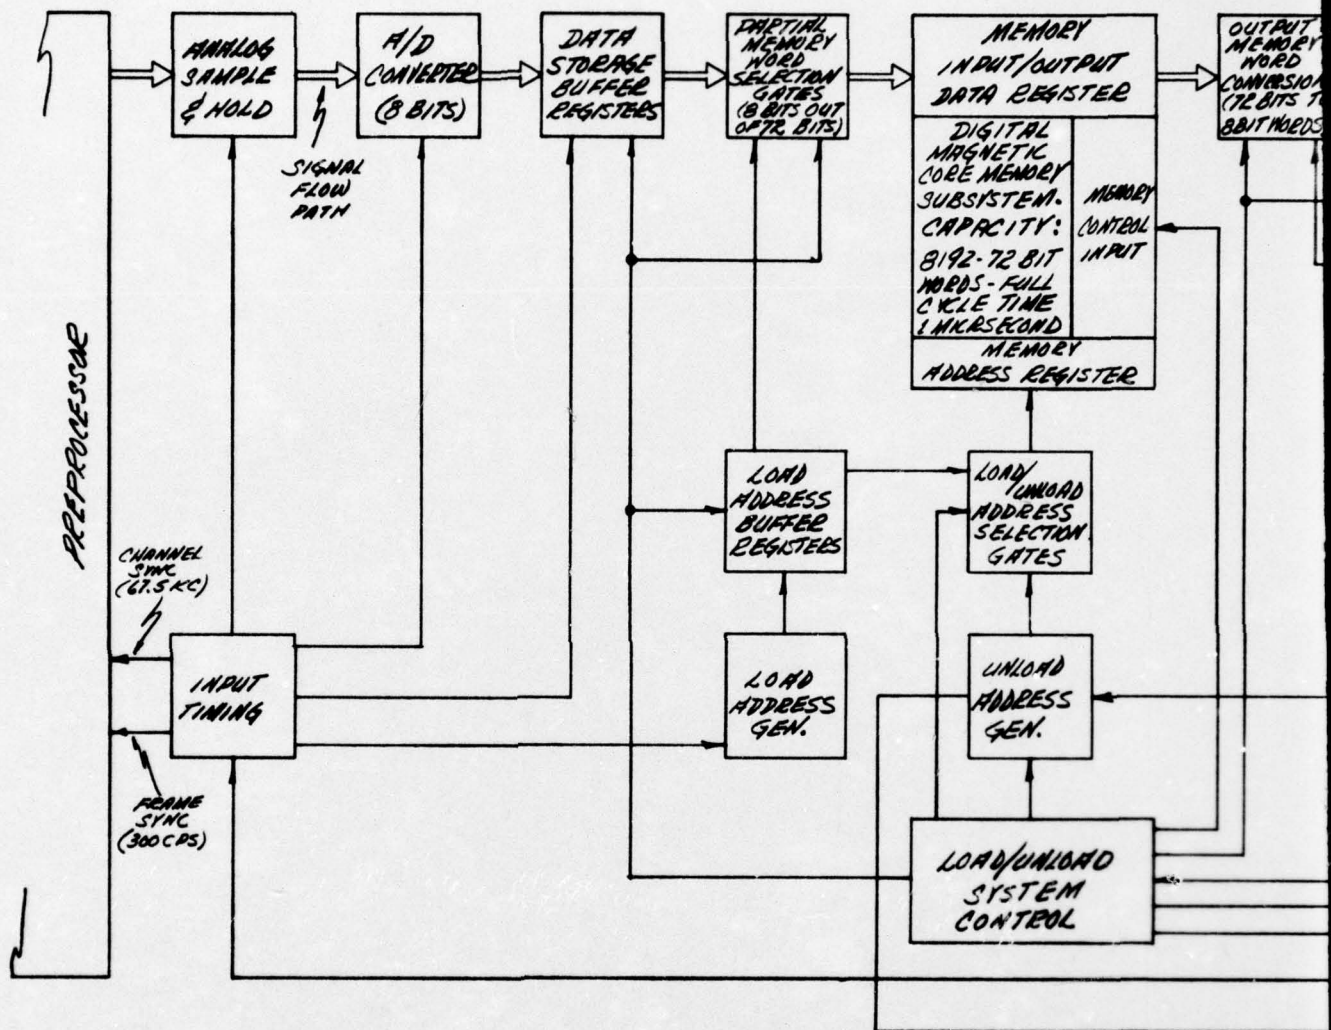 ANALOG
SAMPLE
& HOLD
A/D
CONVERTER
(8 BITS)
DATA
STORAGE
BUFFER
REGISTERS
PARTIAL
MEMORY
WORD
SELECTION
GATES
(8 BITS OUT
OF 72 BITS)
MEMORY
INPUT/OUTPUT
DATA REGISTER
OUTPUT
MEMORY
WORD
CONVERSION
(72 BITS TO
8BIT WORDS
SIGNAL
FLOW
PATH
DIGITAL
MAGNETIC
CORE MEMORY
SUBSYSTEM.
CAPACITY:
8192-72 BIT
WORDS-FULL
CYCLE TIME
1 MICRSECOND
MEMORY
CONTROL
INPUT
MEMORY
ADDRESS REGISTER
PREPROCESSOR
LOAD
ADDRESS
BUFFER
REGISTERS
LOAD/
UNLOAD
ADDRESS
SELECTION
GATES
CHANNEL
SYNC
(67.5 KC)
INPUT
TIMING
LOAD
ADDRESS
GEN.
UNLOAD
ADDRESS
GEN.
FRAME
SYNC
(300 CPS)
LOAD/UNLOAD
SYSTEM
CONTROL